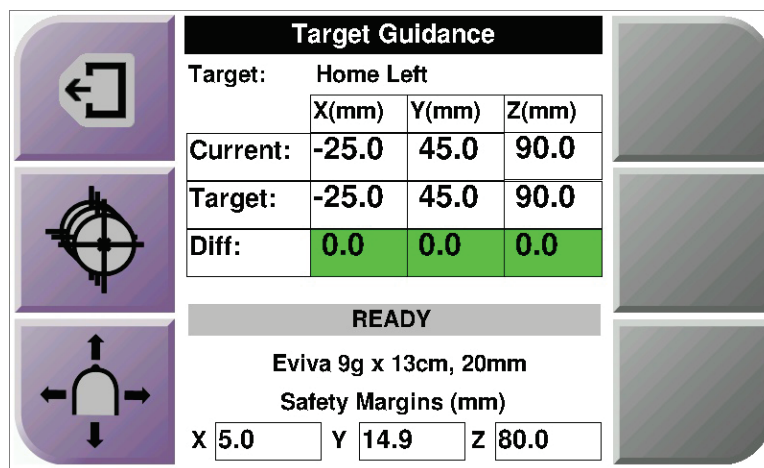 Target Guidance
Target: Home Left
X(mm) Y(mm) Z(mm)
Current: -25.0 45.0 90.0
Target: -25.0 45.0 90.0
Diff: 0.0 0.0 0.0
READY
Eviva 9g x 13cm, 20mm
Safety Margins (mm)
X 5.0 Y 14.9 Z 80.0